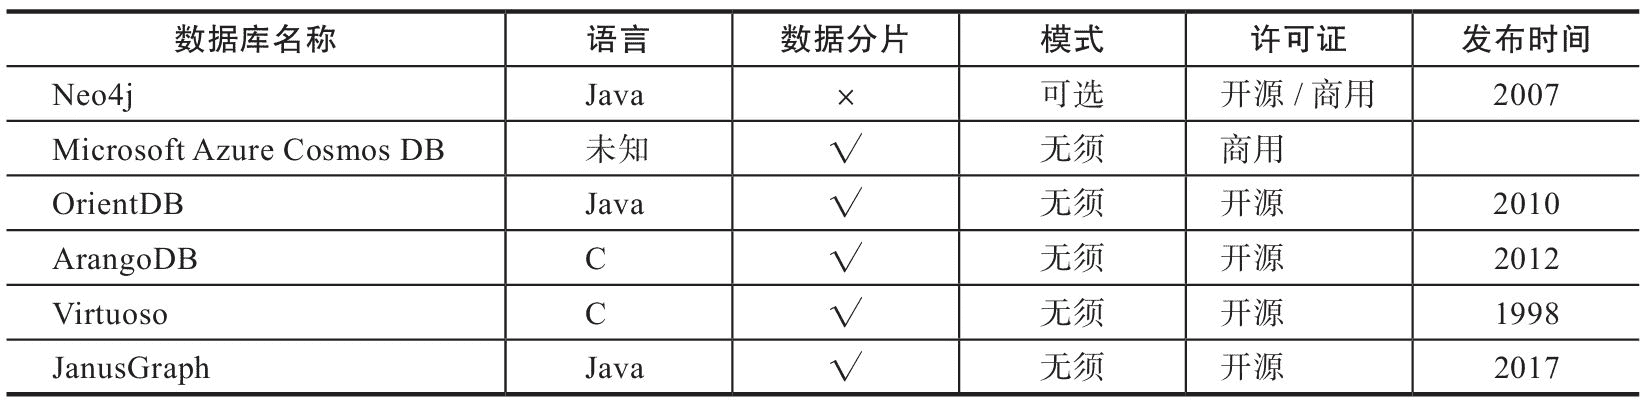 数据库名称 语言 数据分片 模式 许可证 发布时间
Neo4j Java × 可选 开源 / 商用 2007
Microsoft Azure Cosmos DB 未知 √ 无须 商用
OrientDB Java √ 无须 开源 2010
ArangoDB C √ 无须 开源 2012
Virtuoso C √ 无须 开源 1998
JanusGraph Java √ 无须 开源 2017